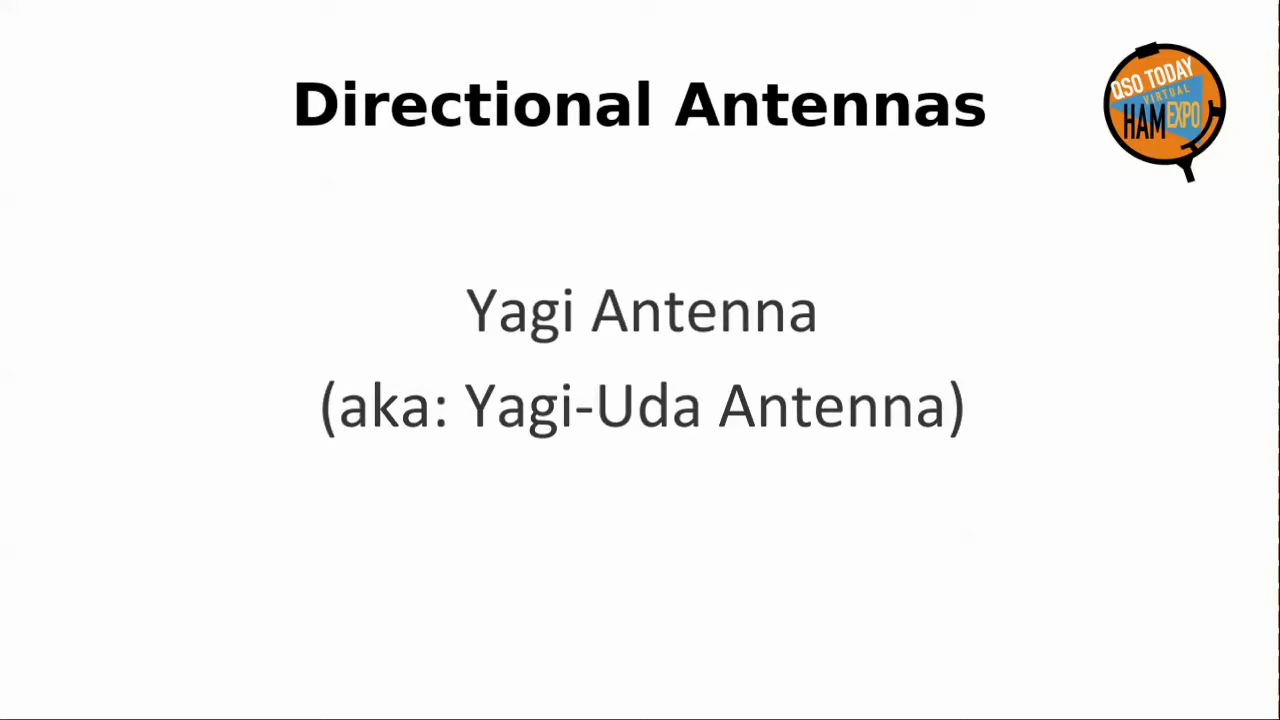 Directional Antennas
QSO TODAY
VIRTUAL
HAM EXPO
Yagi Antenna
(aka: Yagi-Uda Antenna)